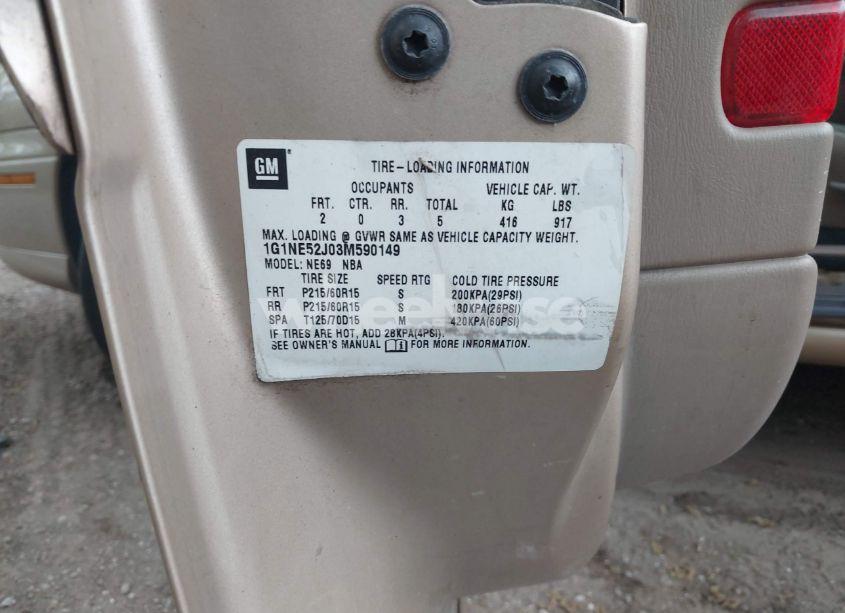 GM
TIRE-LOADING INFORMATION
OCCUPANTS VEHICLE CAP. WT.
FRT. CTR. RR. TOTAL KG LBS
2 0 3 5 416 917
MAX. LOADING @ GVWR SAME AS VEHICLE CAPACITY WEIGHT.
1G1NE52J03M590149
MODEL: NE69 NBA
TIRE SIZE SPEED RTG COLD TIRE PRESSURE
FRT P215/60R15 S 200KPA(29PSI)
RR P215/60R15 S 180KPA(26PSI)
SPA T125/70D15 M 420KPA(60PSI)
IF TIRES ARE HOT, ADD 28KPA(4PSI).
SEE OWNER'S MANUAL FOR MORE INFORMATION.